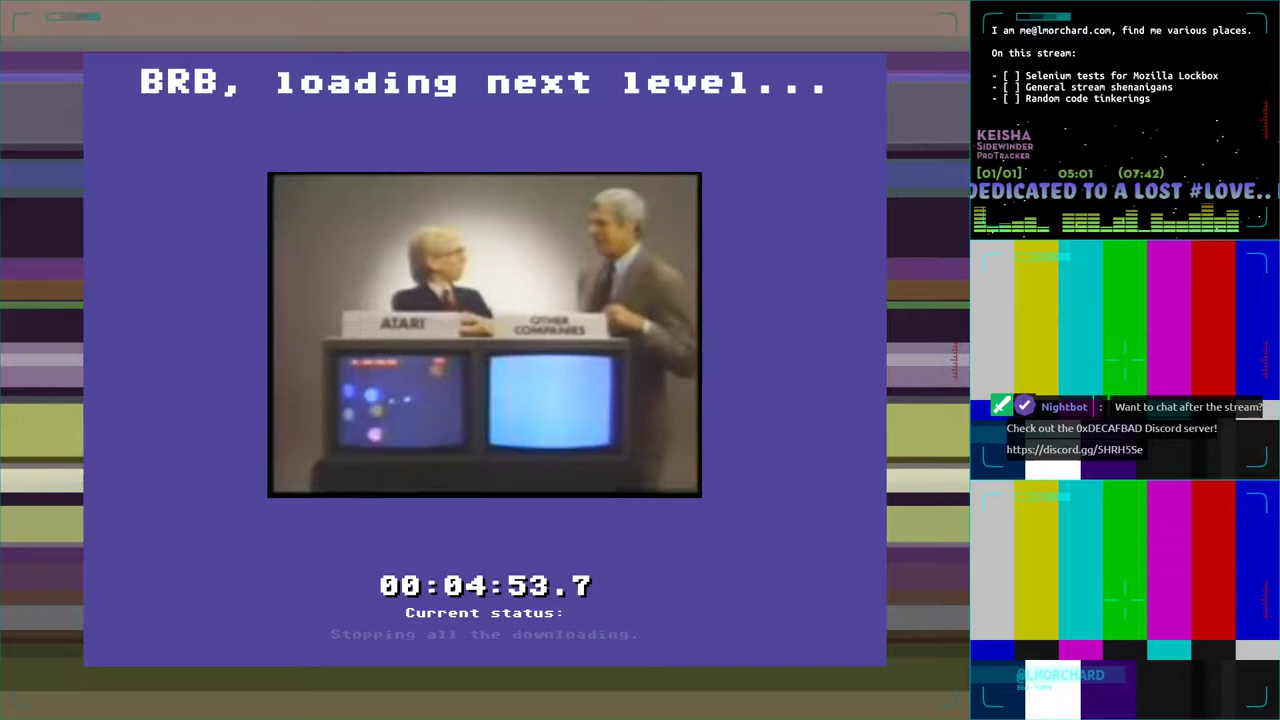 BRB, loading next level...
ATARI
OTHER
COMPANIES
00:04:53.7
Current status:
Stopping all the downloading.
I am me@lmorchard.com, find me various places.
On this stream:
- [ ] Selenium tests for Mozilla Lockbox
- [ ] General stream shenanigans
- [ ] Random code tinkerings
KEISHA
SIDEWINDER
PROTRACKER
[01/01] 05:01 (07:42)
DEDICATED TO A LOST #LOVE..
Nightbot : Want to chat after the stream?
Check out the 0xDECAFBAD Discord server!
https://discord.gg/5HRH5Se
@LMORCHARD
867-5309